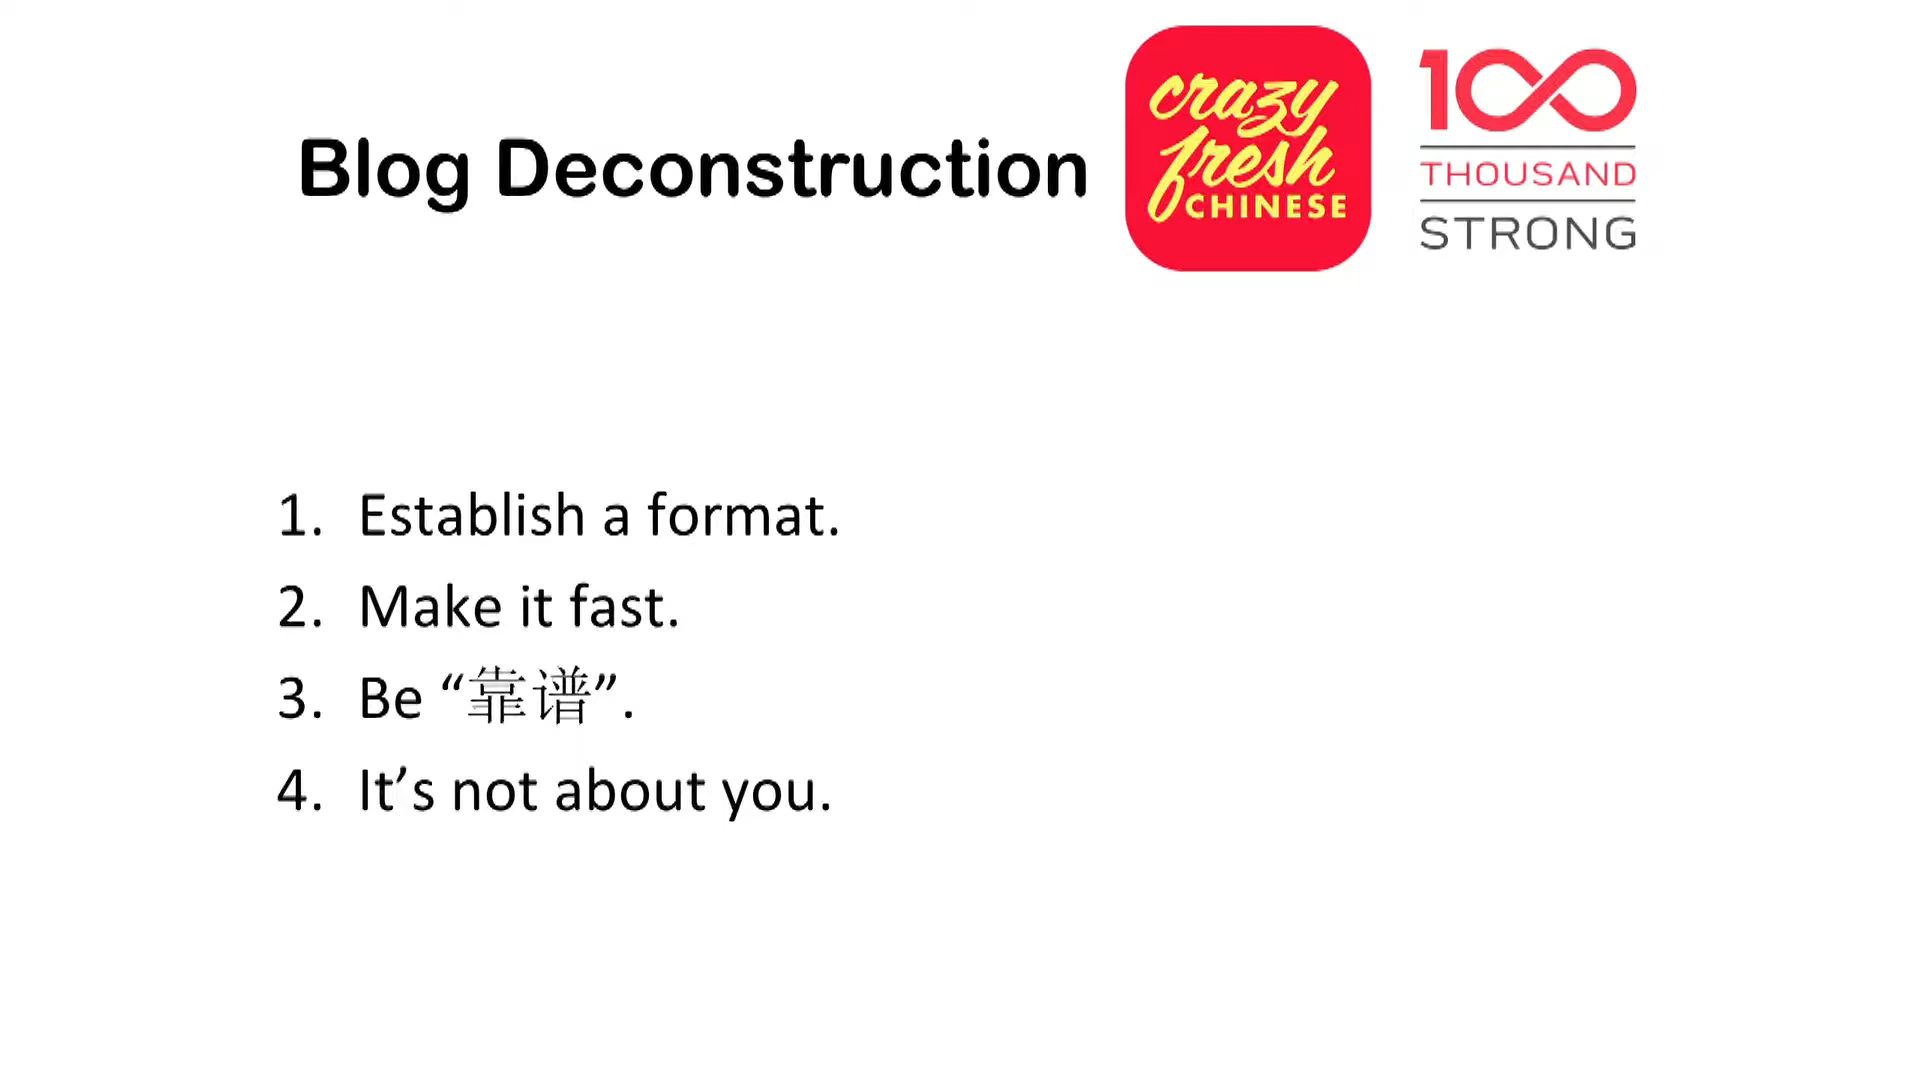 Blog Deconstruction
crazy
fresh
CHINESE
100
THOUSAND
STRONG
1. Establish a format.
2. Make it fast.
3. Be “靠谱”.
4. It’s not about you.